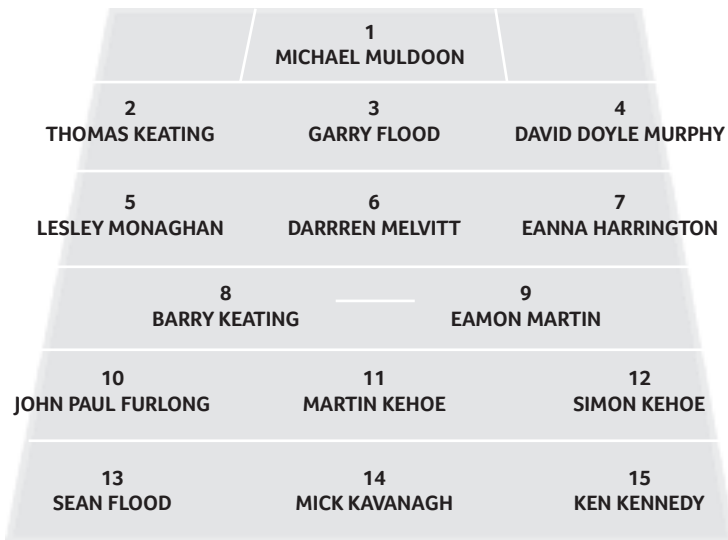 1
MICHAEL MULDOON
2 3 4
THOMAS KEATING GARRY FLOOD DAVID DOYLE MURPHY
5 6 7
LESLEY MONAGHAN DARRREN MELVITT EANNA HARRINGTON
8 9
BARRY KEATING EAMON MARTIN
10 11 12
JOHN PAUL FURLONG MARTIN KEHOE SIMON KEHOE
13 14 15
SEAN FLOOD MICK KAVANAGH KEN KENNEDY